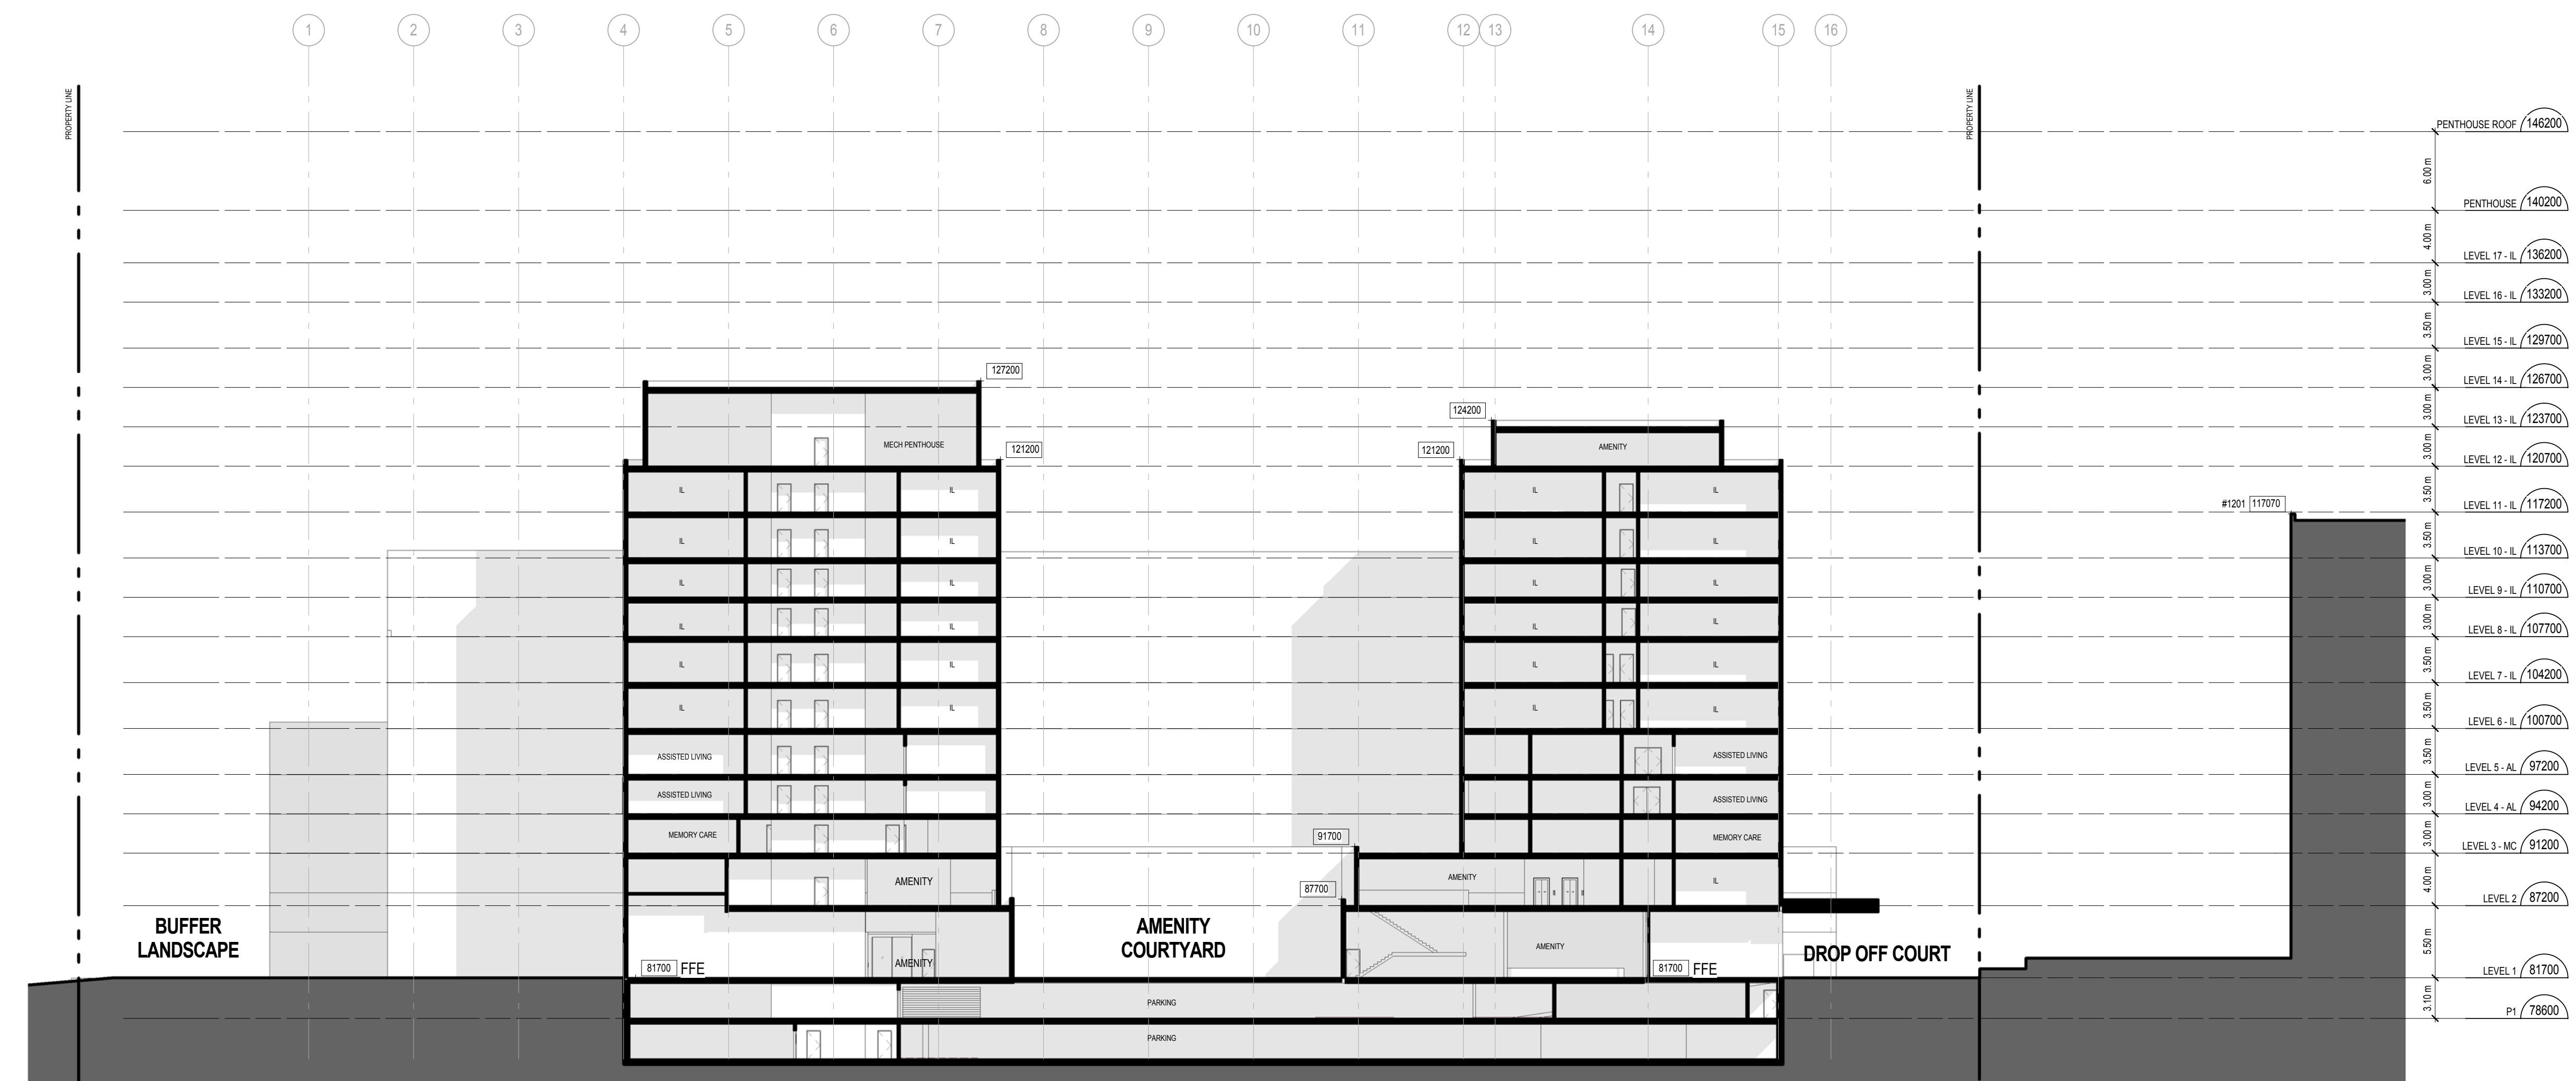 1 2 3 4 5 6 7 8 9 10 11 12 13 14 15 16
PROPERTY LINE
PROPERTY LINE
PENTHOUSE ROOF 146200
6.00 m
PENTHOUSE 140200
4.00 m
LEVEL 17 - IL 136200
3.00 m
LEVEL 16 - IL 133200
3.50 m
LEVEL 15 - IL 129700
3.00 m
LEVEL 14 - IL 126700
3.00 m
LEVEL 13 - IL 123700
3.00 m
LEVEL 12 - IL 120700
3.50 m
LEVEL 11 - IL 117200
3.50 m
LEVEL 10 - IL 113700
3.00 m
LEVEL 9 - IL 110700
3.00 m
LEVEL 8 - IL 107700
3.50 m
LEVEL 7 - IL 104200
3.50 m
LEVEL 6 - IL 100700
3.50 m
LEVEL 5 - AL 97200
3.00 m
LEVEL 4 - AL 94200
3.00 m
LEVEL 3 - MC 91200
4.00 m
LEVEL 2 87200
5.50 m
LEVEL 1 81700
3.10 m
P1 78600
127200
MECH PENTHOUSE
121200
IL IL
IL IL
IL IL
IL IL
IL IL
IL IL
ASSISTED LIVING
ASSISTED LIVING
MEMORY CARE
AMENITY
AMENITY
81700 FFE
BUFFER
LANDSCAPE
AMENITY
COURTYARD
124200
AMENITY
121200
IL IL
IL IL
IL IL
IL IL
IL IL
IL IL
ASSISTED LIVING
ASSISTED LIVING
MEMORY CARE
91700
AMENITY IL
87700
AMENITY
81700 FFE
DROP OFF COURT
#1201 117070
PARKING
PARKING